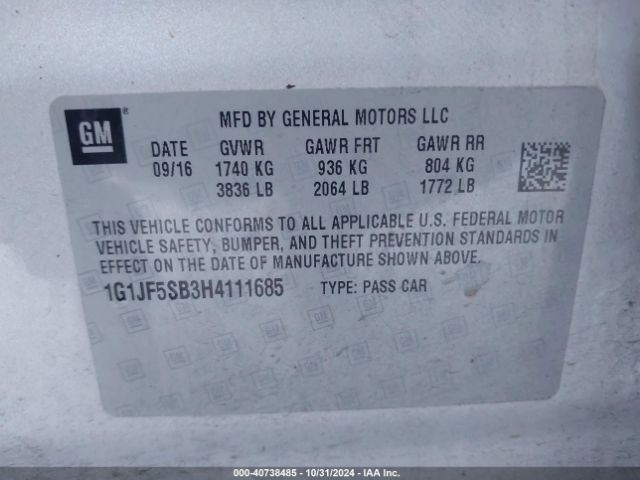 GM
MFD BY GENERAL MOTORS LLC
DATE GVWR GAWR FRT GAWR RR
09/16 1740 KG 936 KG 804 KG
3836 LB 2064 LB 1772 LB
THIS VEHICLE CONFORMS TO ALL APPLICABLE U.S. FEDERAL MOTOR
VEHICLE SAFETY, BUMPER, AND THEFT PREVENTION STANDARDS IN
EFFECT ON THE DATE OF MANUFACTURE SHOWN ABOVE.
1G1JF5SB3H4111685 TYPE: PASS CAR
000-40738485 - 10/31/2024 - IAA Inc.